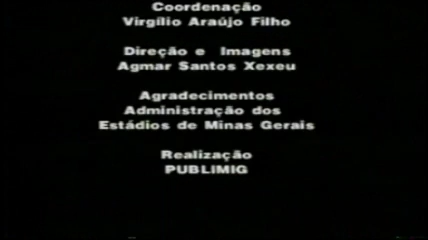 Coordenação
Virgílio Araújo Filho
Direção e Imagens
Agmar Santos Xexeu
Agradecimentos
Administração dos
Estádios de Minas Gerais
Realização
PUBLIMIG